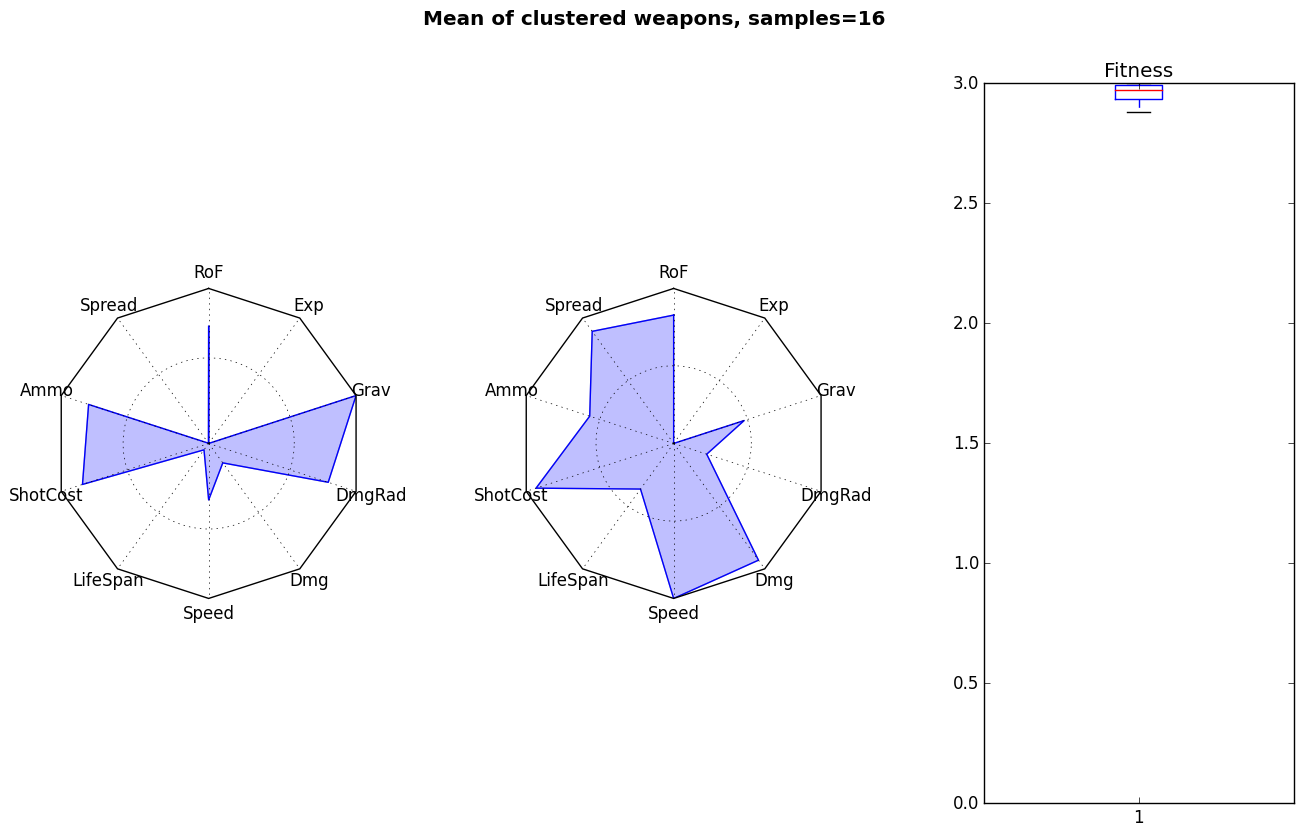 Mean of clustered weapons, samples=16
RoF
Exp
Grav
DmgRad
Dmg
Speed
LifeSpan
ShotCost
Ammo
Spread
RoF
Exp
Grav
DmgRad
Dmg
Speed
LifeSpan
ShotCost
Ammo
Spread
Fitness
3.0
2.5
2.0
1.5
1.0
0.5
0.0
1